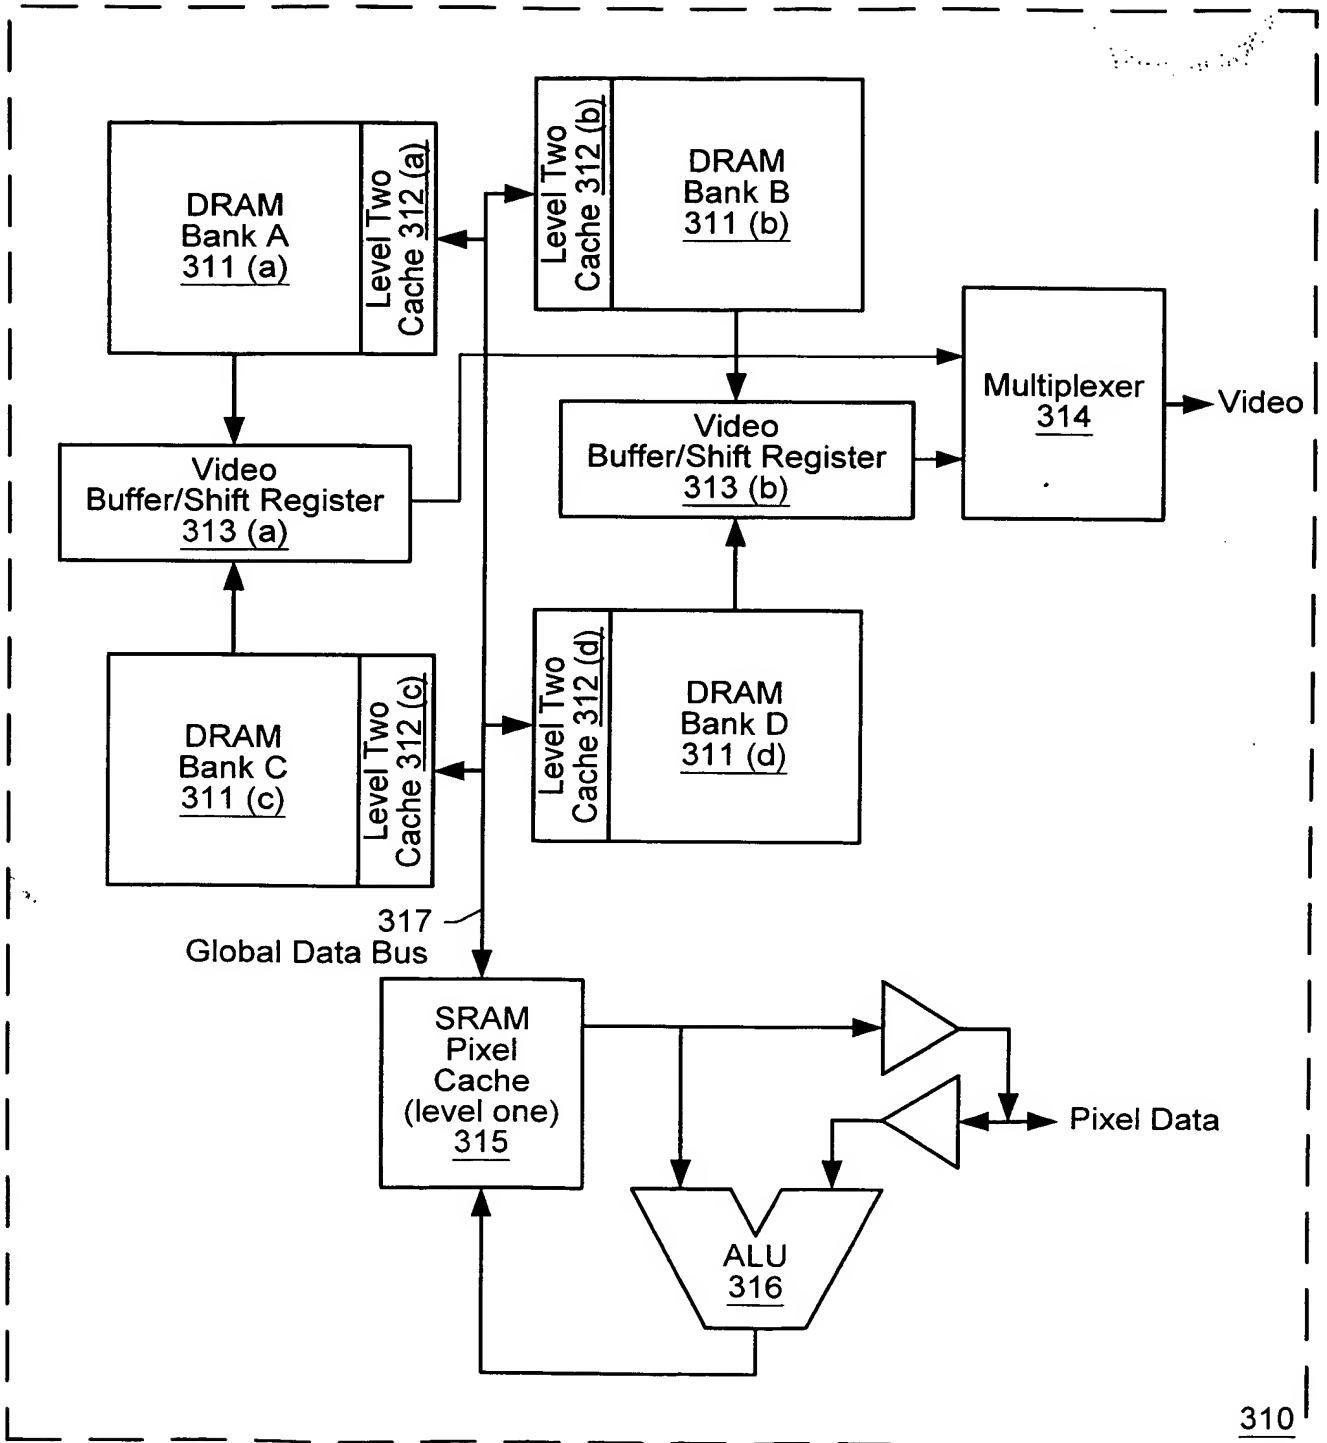 DRAM
Bank A
311 (a)
Level Two
Cache 312 (a)
Level Two
Cache 312 (b)
DRAM
Bank B
311 (b)
Multiplexer
314
Video
Video
Buffer/Shift Register
313 (a)
Video
Buffer/Shift Register
313 (b)
DRAM
Bank C
311 (c)
Level Two
Cache 312 (c)
Level Two
Cache 312 (d)
DRAM
Bank D
311 (d)
317
Global Data Bus
SRAM
Pixel
Cache
(level one)
315
Pixel Data
ALU
316
310